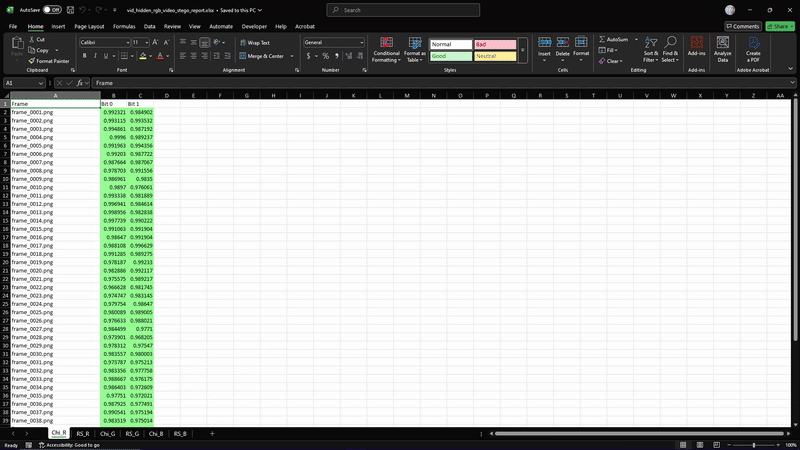 AutoSave Off vid_hidden_rgb_video_stego_report.xlsx • Saved to this PC Search
File Home Insert Page Layout Formulas Data Review View Automate Developer Help Acrobat Comments Share
Cut
Copy
Format Painter
Paste
Clipboard
Calibri 11
B I U
Font
Wrap Text
Merge & Center
Alignment
General
$ % 9
Number
Conditional Formatting
Format as Table
Normal Bad
Good Neutral
Styles
Insert Delete Format
Cells
AutoSum
Fill
Clear
Sort & Filter
Find & Select
Editing
Add-ins
Add-ins
Analyze Data
Create a PDF
Adobe Acrobat
A1 fx Frame
A B C D E F G H I J K L M N O P Q R S T U V W X Y Z AA
1 Frame Bit 0 Bit 1
2 frame_0001.png 0.992321 0.984902
3 frame_0002.png 0.993115 0.993532
4 frame_0003.png 0.994861 0.987192
5 frame_0004.png 0.9996 0.989237
6 frame_0005.png 0.991963 0.994356
7 frame_0006.png 0.99203 0.987722
8 frame_0007.png 0.987664 0.987067
9 frame_0008.png 0.978703 0.991556
10 frame_0009.png 0.986961 0.9835
11 frame_0010.png 0.9897 0.976061
12 frame_0011.png 0.993338 0.981889
13 frame_0012.png 0.996941 0.984614
14 frame_0013.png 0.998956 0.982838
15 frame_0014.png 0.997739 0.990222
16 frame_0015.png 0.991063 0.991904
17 frame_0016.png 0.98647 0.991904
18 frame_0017.png 0.988108 0.996629
19 frame_0018.png 0.991285 0.989275
20 frame_0019.png 0.978187 0.99233
21 frame_0020.png 0.982886 0.992117
22 frame_0021.png 0.975575 0.989217
23 frame_0022.png 0.966628 0.981745
24 frame_0023.png 0.974747 0.983145
25 frame_0024.png 0.979754 0.98647
26 frame_0025.png 0.980089 0.989005
27 frame_0026.png 0.976633 0.988021
28 frame_0027.png 0.984499 0.9771
29 frame_0028.png 0.973901 0.968205
30 frame_0029.png 0.978312 0.97547
31 frame_0030.png 0.983557 0.980003
32 frame_0031.png 0.973787 0.975213
33 frame_0032.png 0.983356 0.977758
34 frame_0033.png 0.988667 0.976175
35 frame_0034.png 0.986403 0.972609
36 frame_0035.png 0.97751 0.972021
37 frame_0036.png 0.987925 0.977491
38 frame_0037.png 0.990541 0.975194
39 frame_0038.png 0.983519 0.975014
Chi_R RS_R Chi_G RS_G Chi_B RS_B +
Ready Accessibility: Good to go 100%